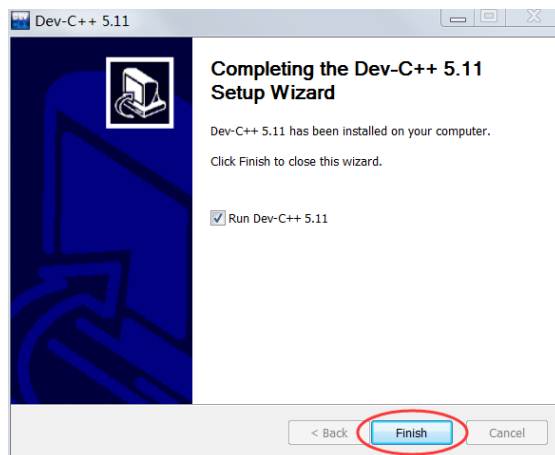 Dev-C++ 5.11
Completing the Dev-C++ 5.11
Setup Wizard
Dev-C++ 5.11 has been installed on your computer.
Click Finish to close this wizard.
Run Dev-C++ 5.11
< Back Finish Cancel